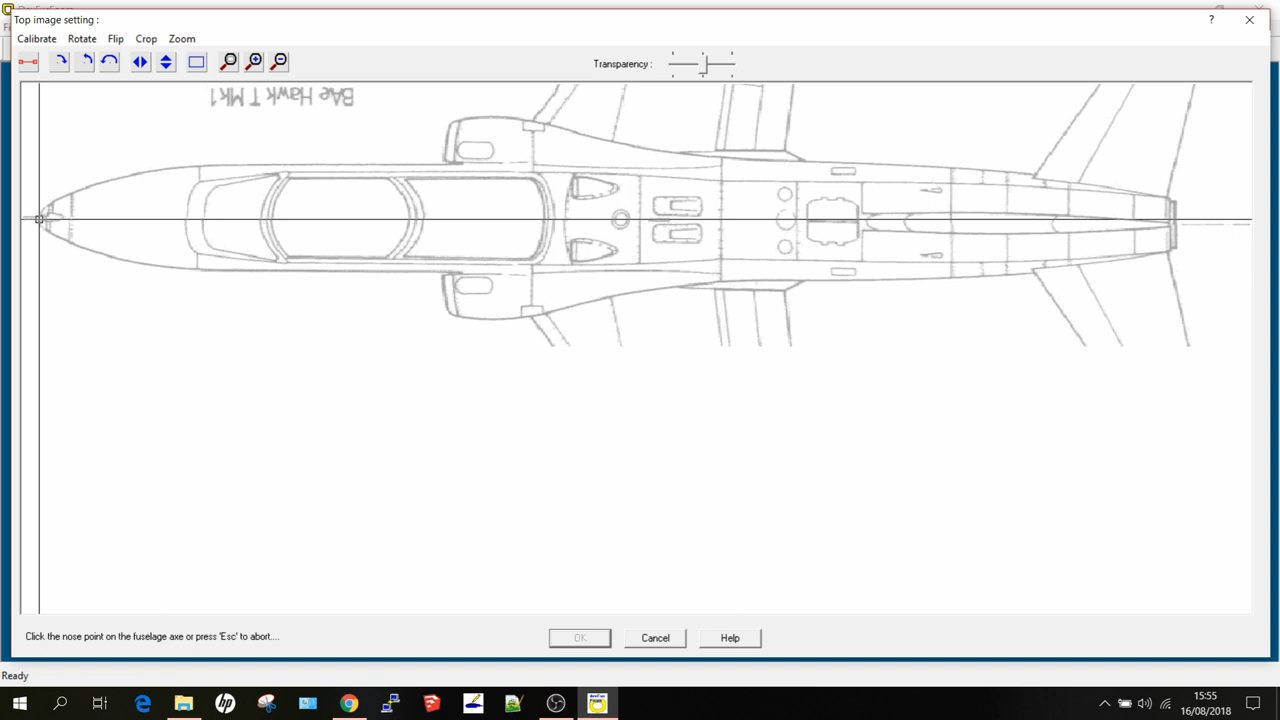 Top image setting :
Calibrate Rotate Flip Crop Zoom
Transparency :
BAe Hawk T Mk1
Click the nose point on the fuselage axe or press 'Esc' to abort....
OK Cancel Help
Ready
15:55
16/08/2018